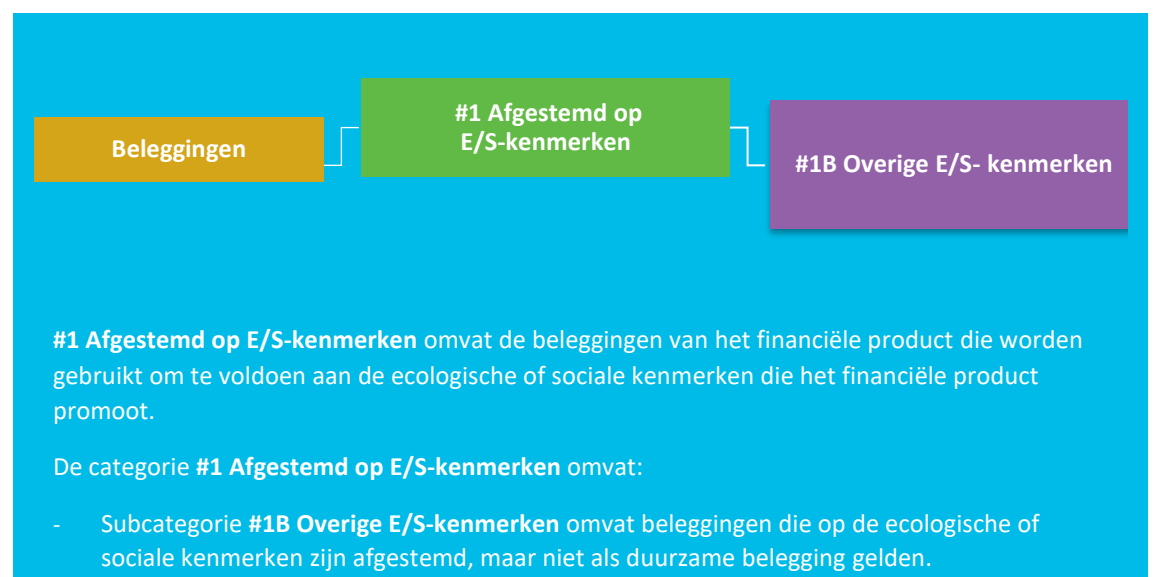 Beleggingen
#1 Afgestemd op
E/S-kenmerken
#1B Overige E/S- kenmerken
#1 Afgestemd op E/S-kenmerken omvat de beleggingen van het financiële product die worden
gebruikt om te voldoen aan de ecologische of sociale kenmerken die het financiële product
promoot.
De categorie #1 Afgestemd op E/S-kenmerken omvat:
- Subcategorie #1B Overige E/S-kenmerken omvat beleggingen die op de ecologische of
sociale kenmerken zijn afgestemd, maar niet als duurzame belegging gelden.